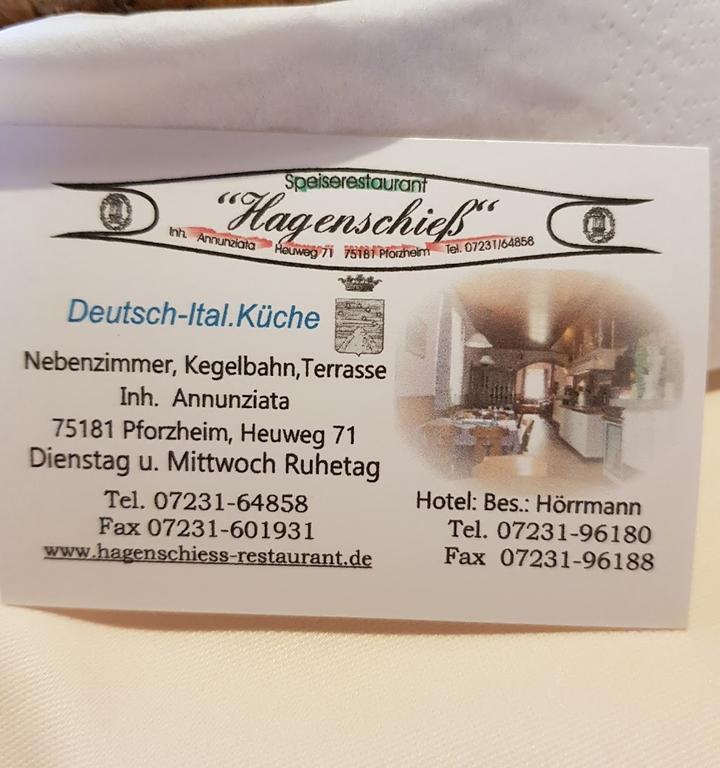 Speiserestaurant
“Hagenschieß“
Inh. Annunziata Heuweg 71 75181 Pforzheim Tel. 07231/64858
Deutsch-Ital.Küche
Nebenzimmer, Kegelbahn,Terrasse
Inh. Annunziata
75181 Pforzheim, Heuweg 71
Dienstag u. Mittwoch Ruhetag
Tel. 07231-64858
Fax 07231-601931
www.hagenschiess-restaurant.de
Hotel: Bes.: Hörrmann
Tel. 07231-96180
Fax 07231-96188